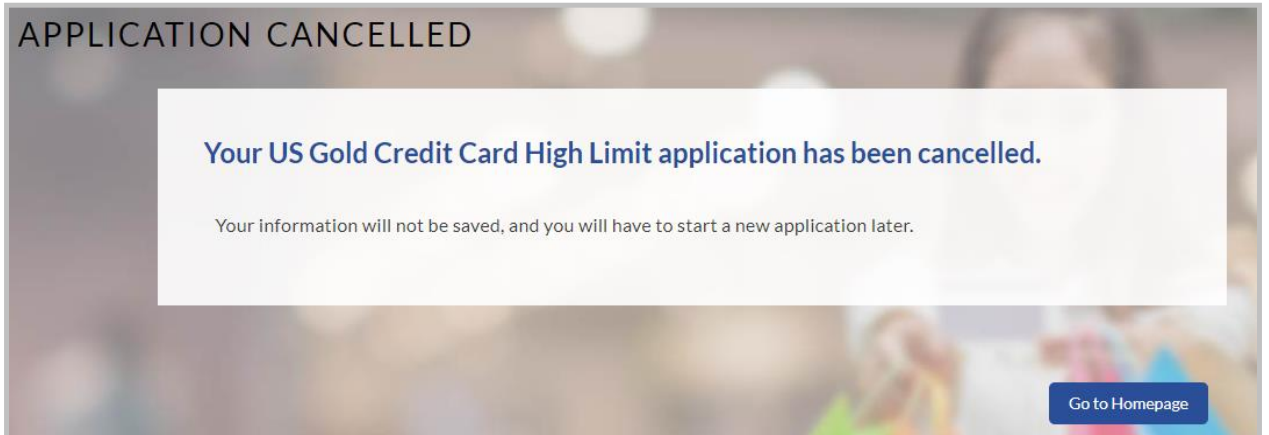 APPLICATION CANCELLED
Your US Gold Credit Card High Limit application has been cancelled.
Your information will not be saved, and you will have to start a new application later.
Go to Homepage